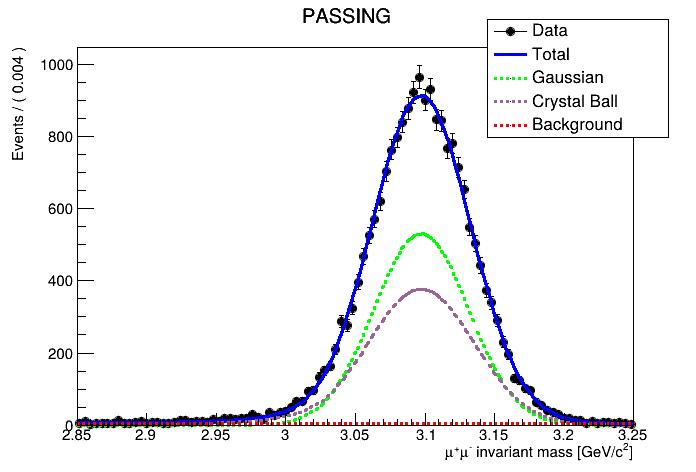 PASSING
Data
Total
Gaussian
Crystal Ball
Background
Events / ( 0.004 )
1000
800
600
400
200
0
2.85 2.9 2.95 3 3.05 3.1 3.15 3.2 3.25
μ⁺μ⁻ invariant mass [GeV/c²]